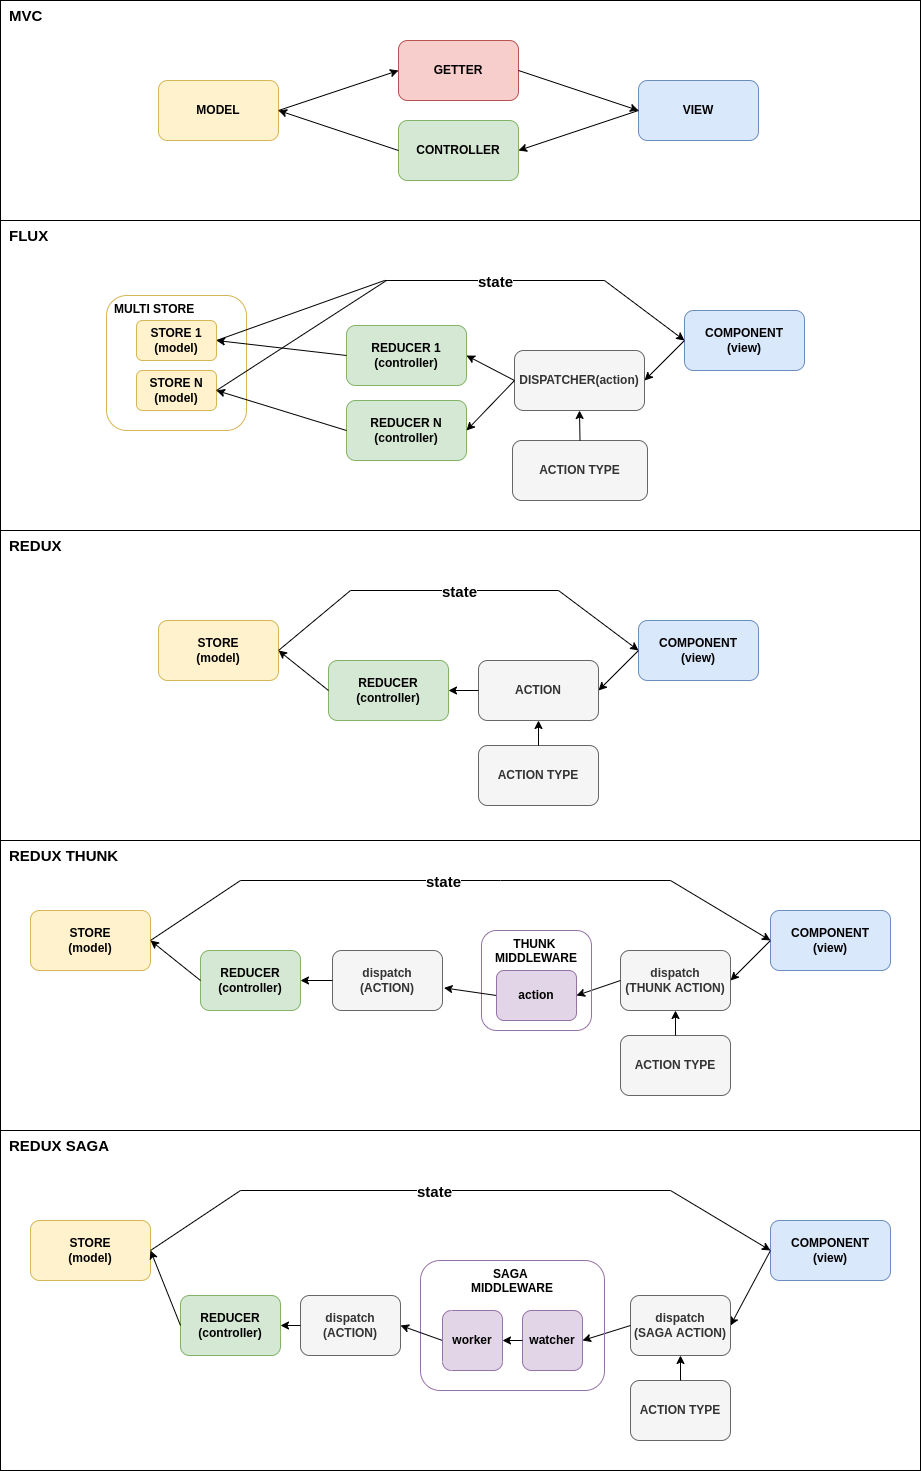 MVC
GETTER
MODEL
VIEW
CONTROLLER
FLUX
state
MULTI STORE
STORE 1
(model)
STORE N
(model)
REDUCER 1
(controller)
REDUCER N
(controller)
DISPATCHER(action)
COMPONENT
(view)
ACTION TYPE
REDUX
state
STORE
(model)
COMPONENT
(view)
REDUCER
(controller)
ACTION
ACTION TYPE
REDUX THUNK
state
STORE
(model)
COMPONENT
(view)
REDUCER
(controller)
dispatch
(ACTION)
THUNK
MIDDLEWARE
action
dispatch
(THUNK ACTION)
ACTION TYPE
REDUX SAGA
state
STORE
(model)
COMPONENT
(view)
REDUCER
(controller)
dispatch
(ACTION)
SAGA
MIDDLEWARE
worker
watcher
dispatch
(SAGA ACTION)
ACTION TYPE